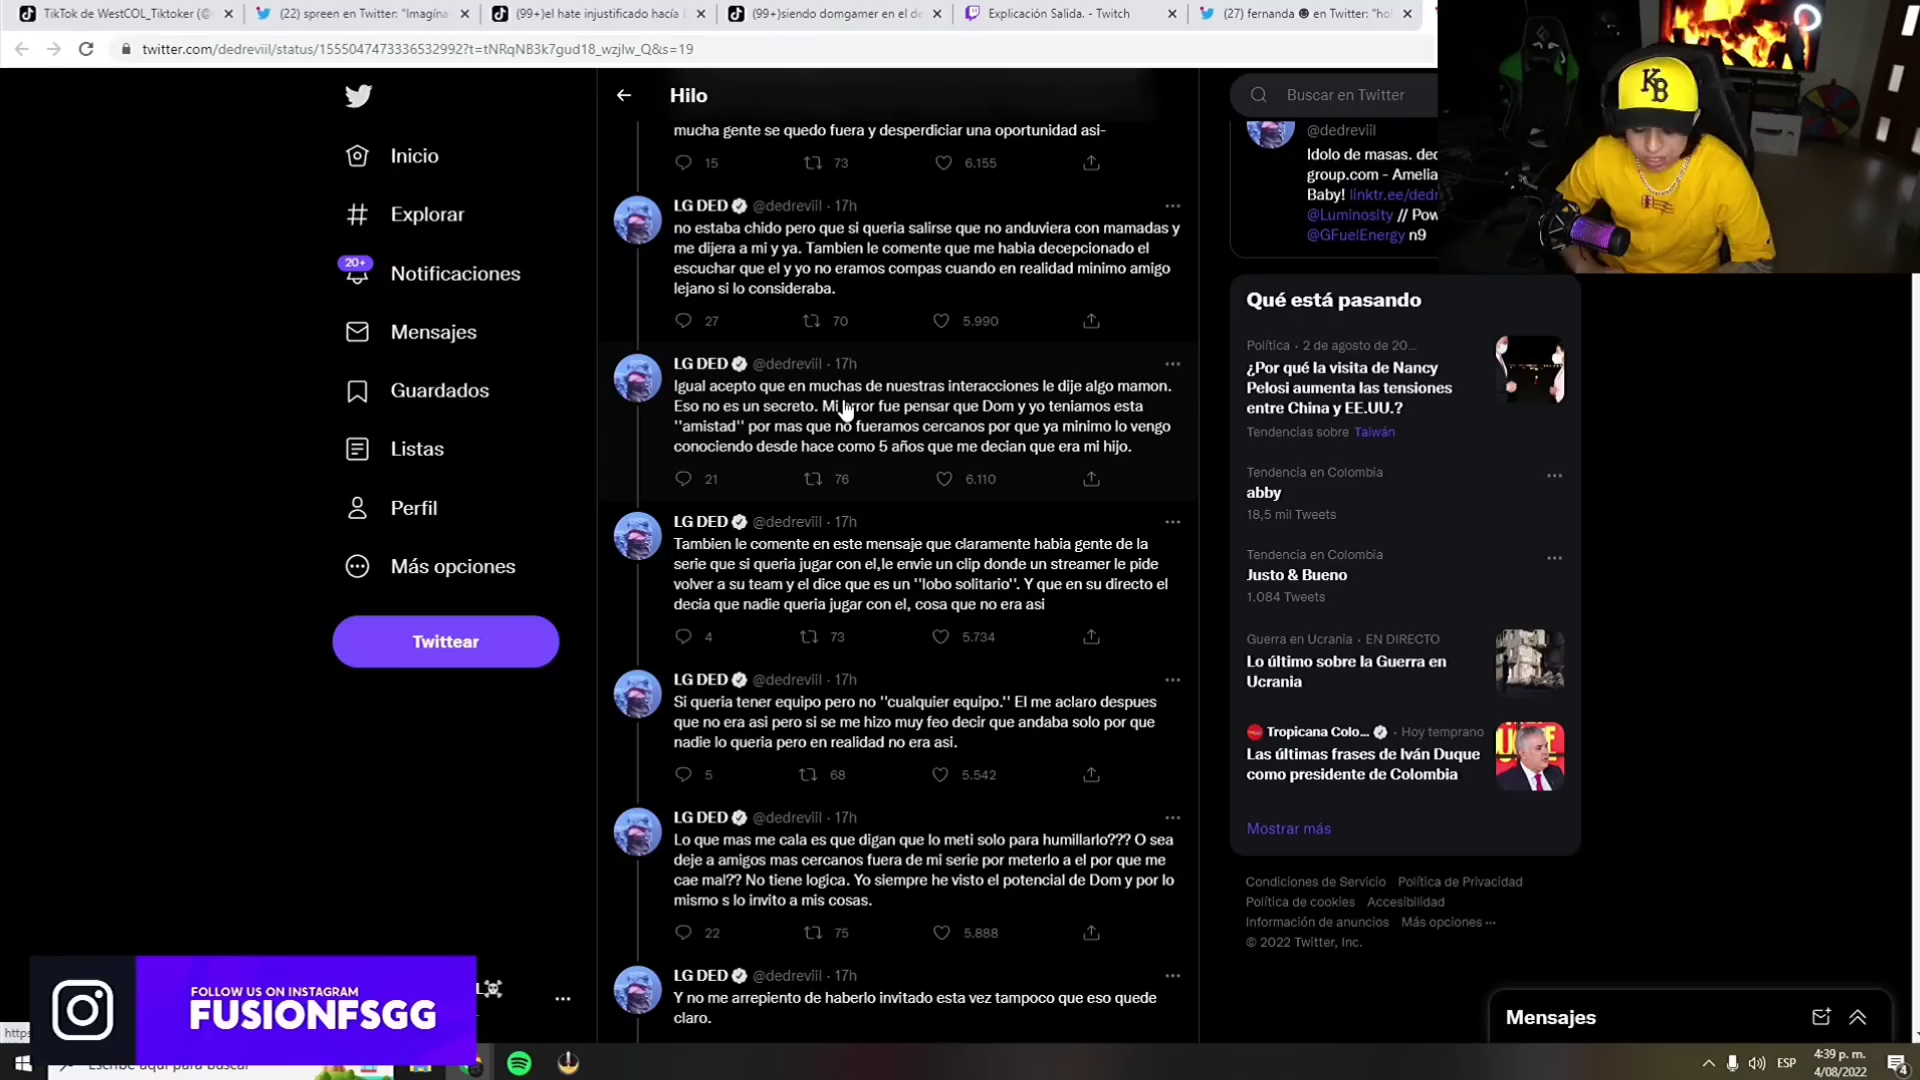 TikTok de WestCOL_Tiktoker (@
(22) spreen en Twitter: "Imagina
(99+)el hate injustificado hacía
(99+)siendo domgamer en el de
Explicación Salida. - Twitch
(27) fernanda en Twitter: "ho
twitter.com/dedreviil/status/1555047473336532992?t=tNRqNB3k7gud18_wzjlw_Q&s=19
Inicio
Explorar
20+
Notificaciones
Mensajes
Guardados
Listas
Perfil
Más opciones
Twittear
Hilo
mucha gente se quedo fuera y desperdiciar una oportunidad asi-
15 73 6.155
LG DED @dedreviil · 17h
no estaba chido pero que si queria salirse que no anduviera con mamadas y
me dijera a mi y ya. Tambien le comente que me habia decepcionado el
escuchar que el y yo no eramos compas cuando en realidad minimo amigo
lejano si lo consideraba.
27 70 5.990
LG DED @dedreviil · 17h
Igual acepto que en muchas de nuestras interacciones le dije algo mamon.
Eso no es un secreto. Mi error fue pensar que Dom y yo teniamos esta
''amistad'' por mas que no fueramos cercanos por que ya minimo lo vengo
conociendo desde hace como 5 años que me decian que era mi hijo.
21 76 6.110
LG DED @dedreviil · 17h
Tambien le comente en este mensaje que claramente habia gente de la
serie que si queria jugar con el,le envie un clip donde un streamer le pide
volver a su team y el dice que es un ''lobo solitario''. Y que en su directo el
decia que nadie queria jugar con el, cosa que no era asi
4 73 5.734
LG DED @dedreviil · 17h
Si queria tener equipo pero no ''cualquier equipo.'' El me aclaro despues
que no era asi pero si se me hizo muy feo decir que andaba solo por que
nadie lo queria pero en realidad no era asi.
5 68 5.542
LG DED @dedreviil · 17h
Lo que mas me cala es que digan que lo meti solo para humillarlo??? O sea
deje a amigos mas cercanos fuera de mi serie por meterlo a el por que me
cae mal?? No tiene logica. Yo siempre he visto el potencial de Dom y por lo
mismo s lo invito a mis cosas.
22 75 5.888
LG DED @dedreviil · 17h
Y no me arrepiento de haberlo invitado esta vez tampoco que eso quede
claro.
Buscar en Twitter
@dedreviil
Idolo de masas. ded
group.com - Amelia
Baby! linktr.ee/dedr
@Luminosity // Pow
@GFuelEnergy n9
KB
Qué está pasando
Política · 2 de agosto de 20...
¿Por qué la visita de Nancy
Pelosi aumenta las tensiones
entre China y EE.UU.?
Tendencias sobre Taiwán
Tendencia en Colombia
abby
18,5 mil Tweets
Tendencia en Colombia
Justo & Bueno
1.084 Tweets
Guerra en Ucrania · EN DIRECTO
Lo último sobre la Guerra en
Ucrania
Tropicana Colo... · Hoy temprano
Las últimas frases de Iván Duque
como presidente de Colombia
Mostrar más
Condiciones de Servicio Política de Privacidad
Política de cookies Accesibilidad
Información de anuncios Más opciones ···
© 2022 Twitter, Inc.
Mensajes
FOLLOW US ON INSTAGRAM
FUSIONFSGG
https
Escribe aquí para buscar
ESP
4:39 p. m.
4/08/2022
4